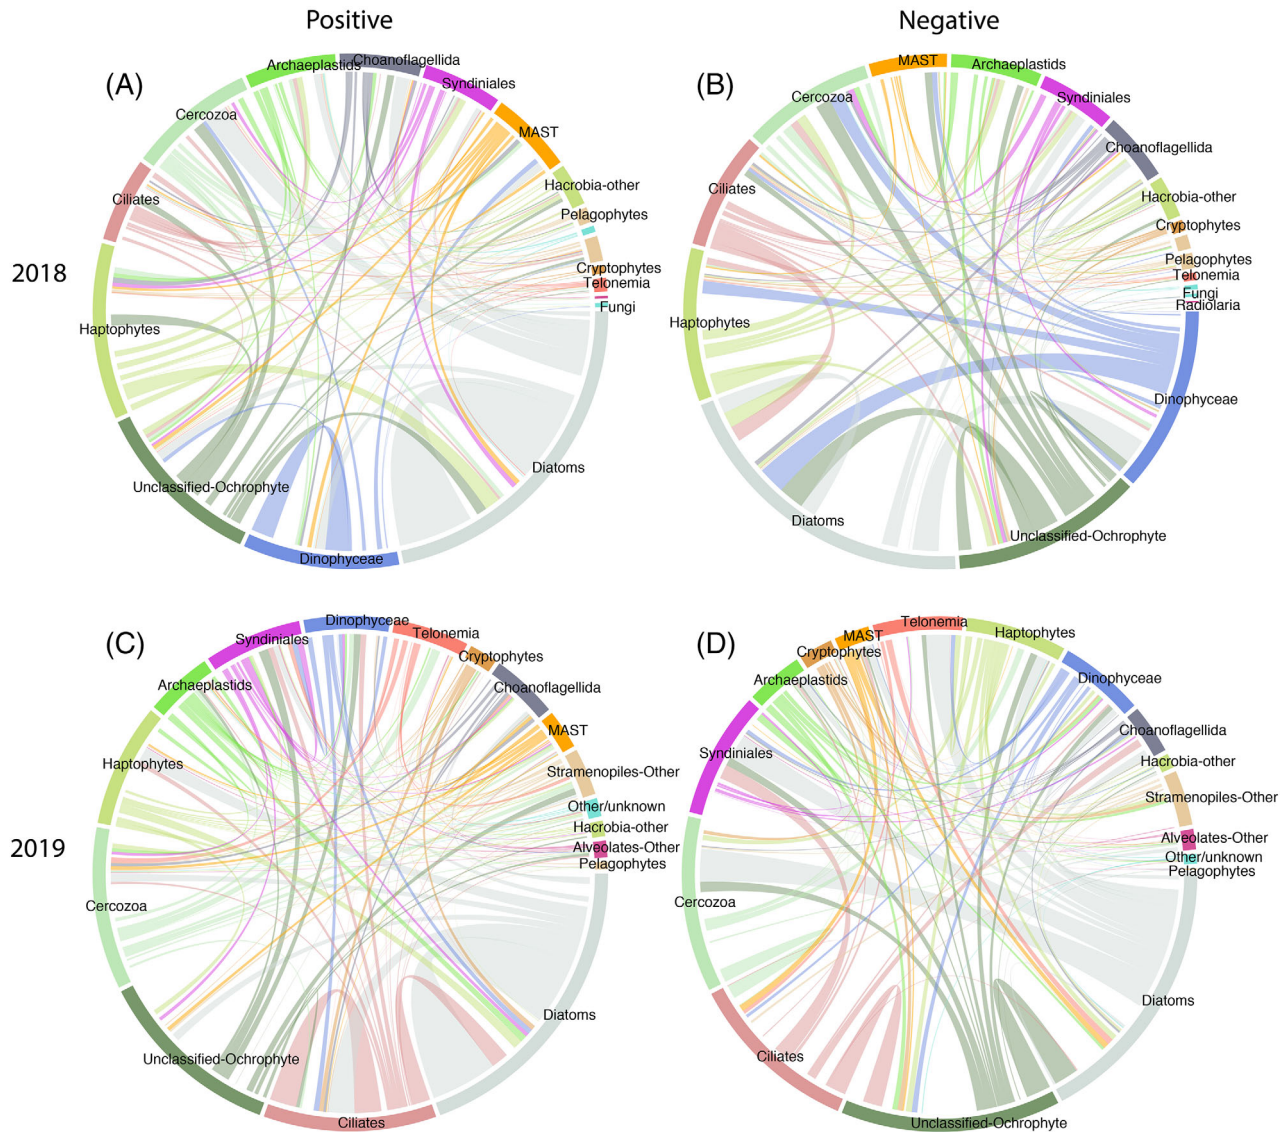 Positive
Negative
2018
2019
(A)
Archaeplastids
Choanoflagellida
Syndiniales
MAST
Hacrobia-other
Pelagophytes
Cryptophytes
Telonemia
Fungi
Diatoms
Dinophyceae
Unclassified-Ochrophyte
Haptophytes
Ciliates
Cercozoa
(B)
MAST
Archaeplastids
Syndiniales
Choanoflagellida
Hacrobia-other
Cryptophytes
Pelagophytes
Telonemia
Fungi
Radiolaria
Dinophyceae
Unclassified-Ochrophyte
Diatoms
Haptophytes
Ciliates
Cercozoa
(C)
Dinophyceae
Telonemia
Cryptophytes
Choanoflagellida
MAST
Stramenopiles-Other
Other/unknown
Hacrobia-other
Alveolates-Other
Pelagophytes
Diatoms
Ciliates
Unclassified-Ochrophyte
Cercozoa
Haptophytes
Archaeplastids
Syndiniales
(D)
Telonemia
Haptophytes
Dinophyceae
Choanoflagellida
Hacrobia-other
Stramenopiles-Other
Alveolates-Other
Other/unknown
Pelagophytes
Diatoms
Unclassified-Ochrophyte
Ciliates
Cercozoa
Syndiniales
Archaeplastids
Cryptophytes
MAST